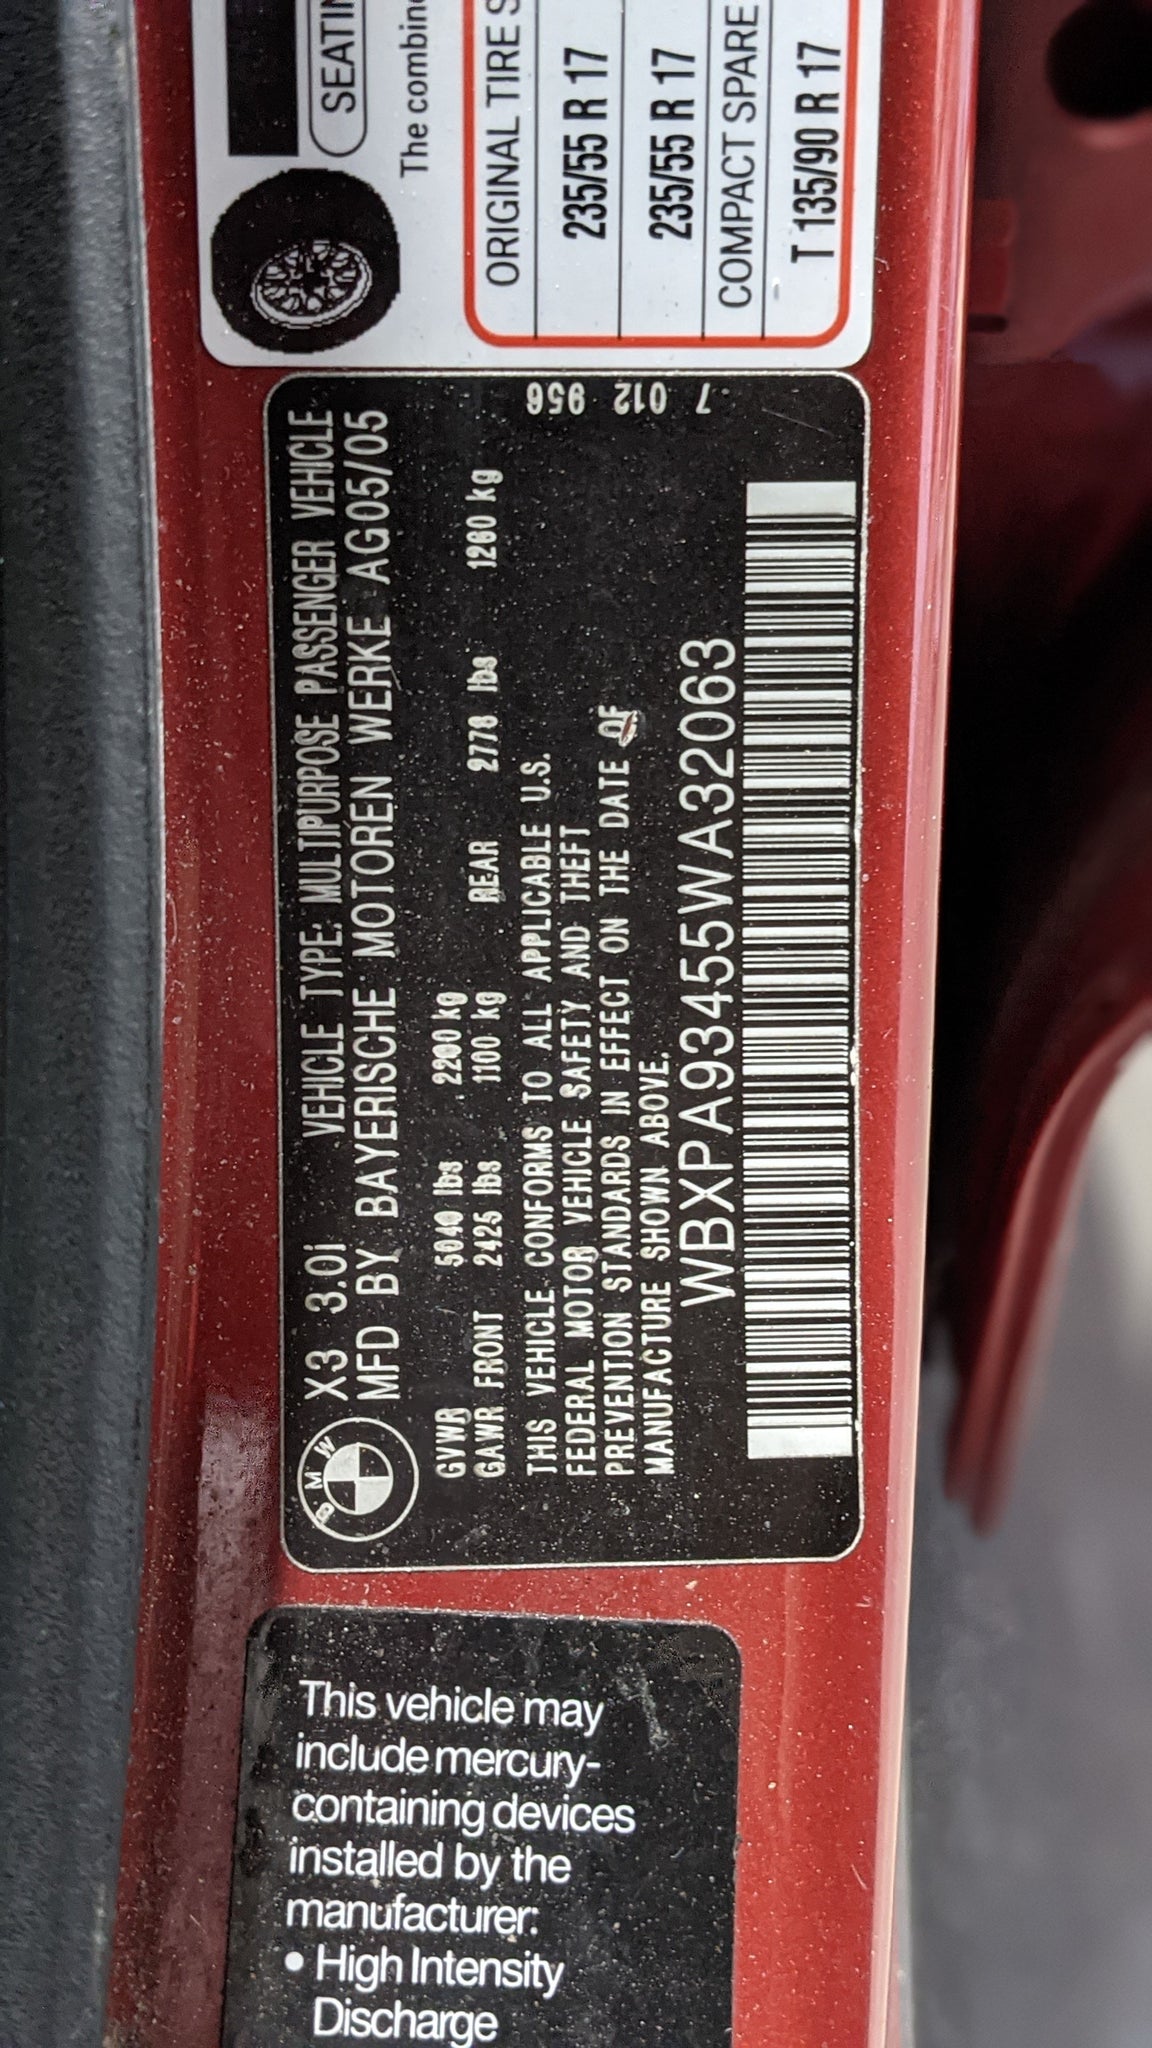 SEATIN
The combine
ORIGINAL TIRE S
235/55 R 17
235/55 R 17
COMPACT SPARE
T 135/90 R 17
BMW
X3 3.0i VEHICLE TYPE: MULTIPURPOSE PASSENGER VEHICLE
MFD BY BAYERISCHE MOTOREN WERKE AG05/05
GVWR 5040 lbs 2200 kg
GAWR FRONT 2425 lbs 1100 kg REAR 2778 lbs 1260 kg
THIS VEHICLE CONFORMS TO ALL APPLICABLE U.S.
FEDERAL MOTOR VEHICLE SAFETY AND THEFT
PREVENTION STANDARDS IN EFFECT ON THE DATE OF
MANUFACTURE SHOWN ABOVE.
WBXPA93455WA32063
7 012 956
This vehicle may
include mercury-
containing devices
installed by the
manufacturer:
• High Intensity
Discharge